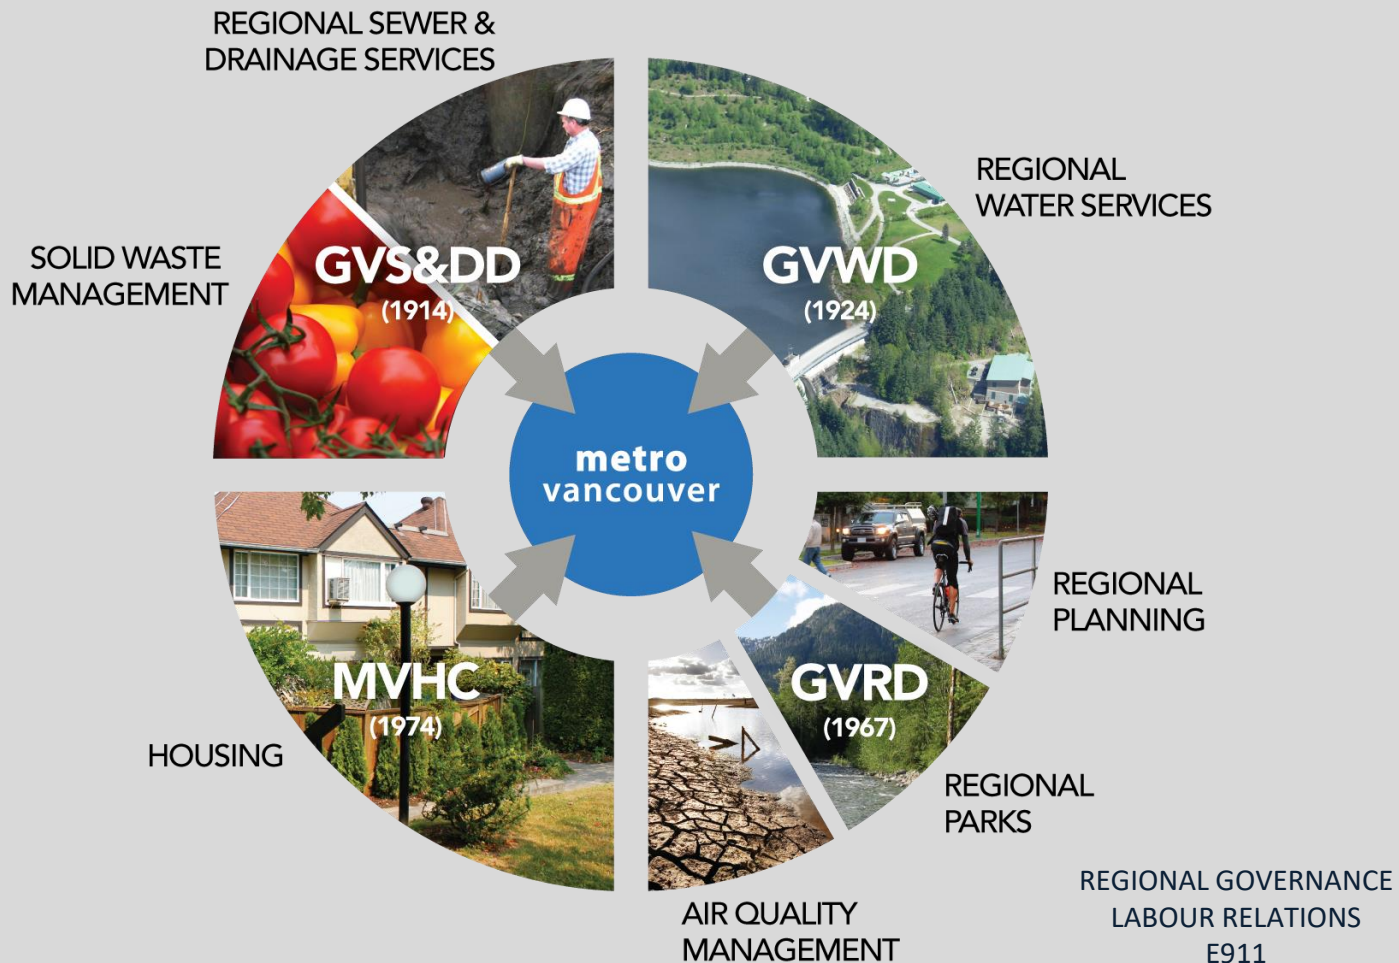 REGIONAL SEWER &
DRAINAGE SERVICES
REGIONAL
WATER SERVICES
SOLID WASTE
MANAGEMENT
GVS&DD
(1914)
GVWD
(1924)
metro
vancouver
REGIONAL
PLANNING
MVHC
(1974)
GVRD
(1967)
HOUSING
REGIONAL
PARKS
AIR QUALITY
MANAGEMENT
REGIONAL GOVERNANCE
LABOUR RELATIONS
E911